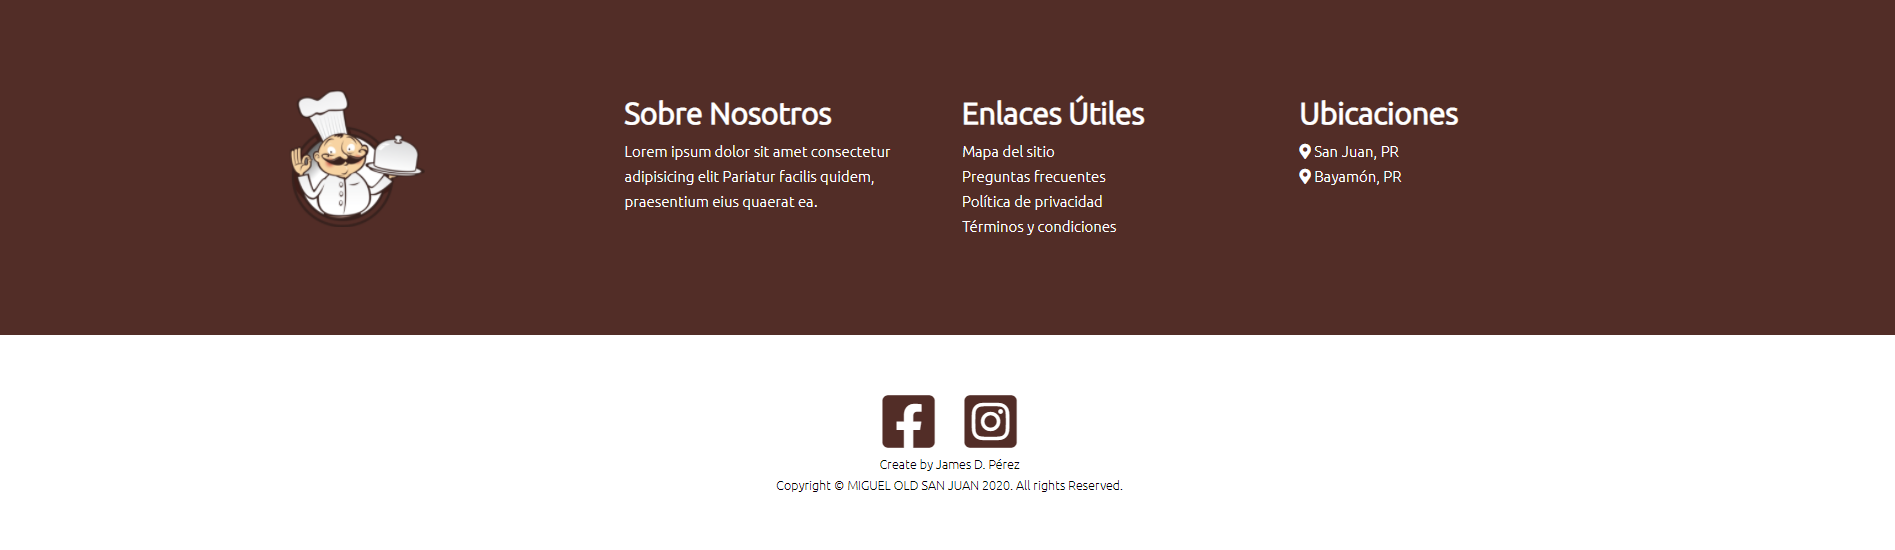 Sobre Nosotros
Lorem ipsum dolor sit amet consectetur
adipisicing elit Pariatur facilis quidem,
praesentium eius quaerat ea.
Enlaces Útiles
Mapa del sitio
Preguntas frecuentes
Política de privacidad
Términos y condiciones
Ubicaciones
San Juan, PR
Bayamón, PR
Create by James D. Pérez
Copyright © MIGUEL OLD SAN JUAN 2020. All rights Reserved.